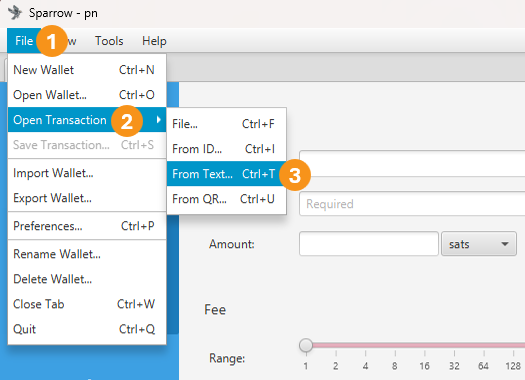 Sparrow - pn
File 1 w Tools Help
New Wallet Ctrl+N
Open Wallet... Ctrl+O
Open Transaction 2
Save Transaction... Ctrl+S
Import Wallet...
Export Wallet...
Preferences... Ctrl+P
Rename Wallet...
Delete Wallet...
Close Tab Ctrl+W
Quit Ctrl+Q
File... Ctrl+F
From ID... Ctrl+I
From Text... Ctrl+T 3
From QR... Ctrl+U
Required
Amount: sats
Fee
Range:
1 2 4 8 16 32 64 128